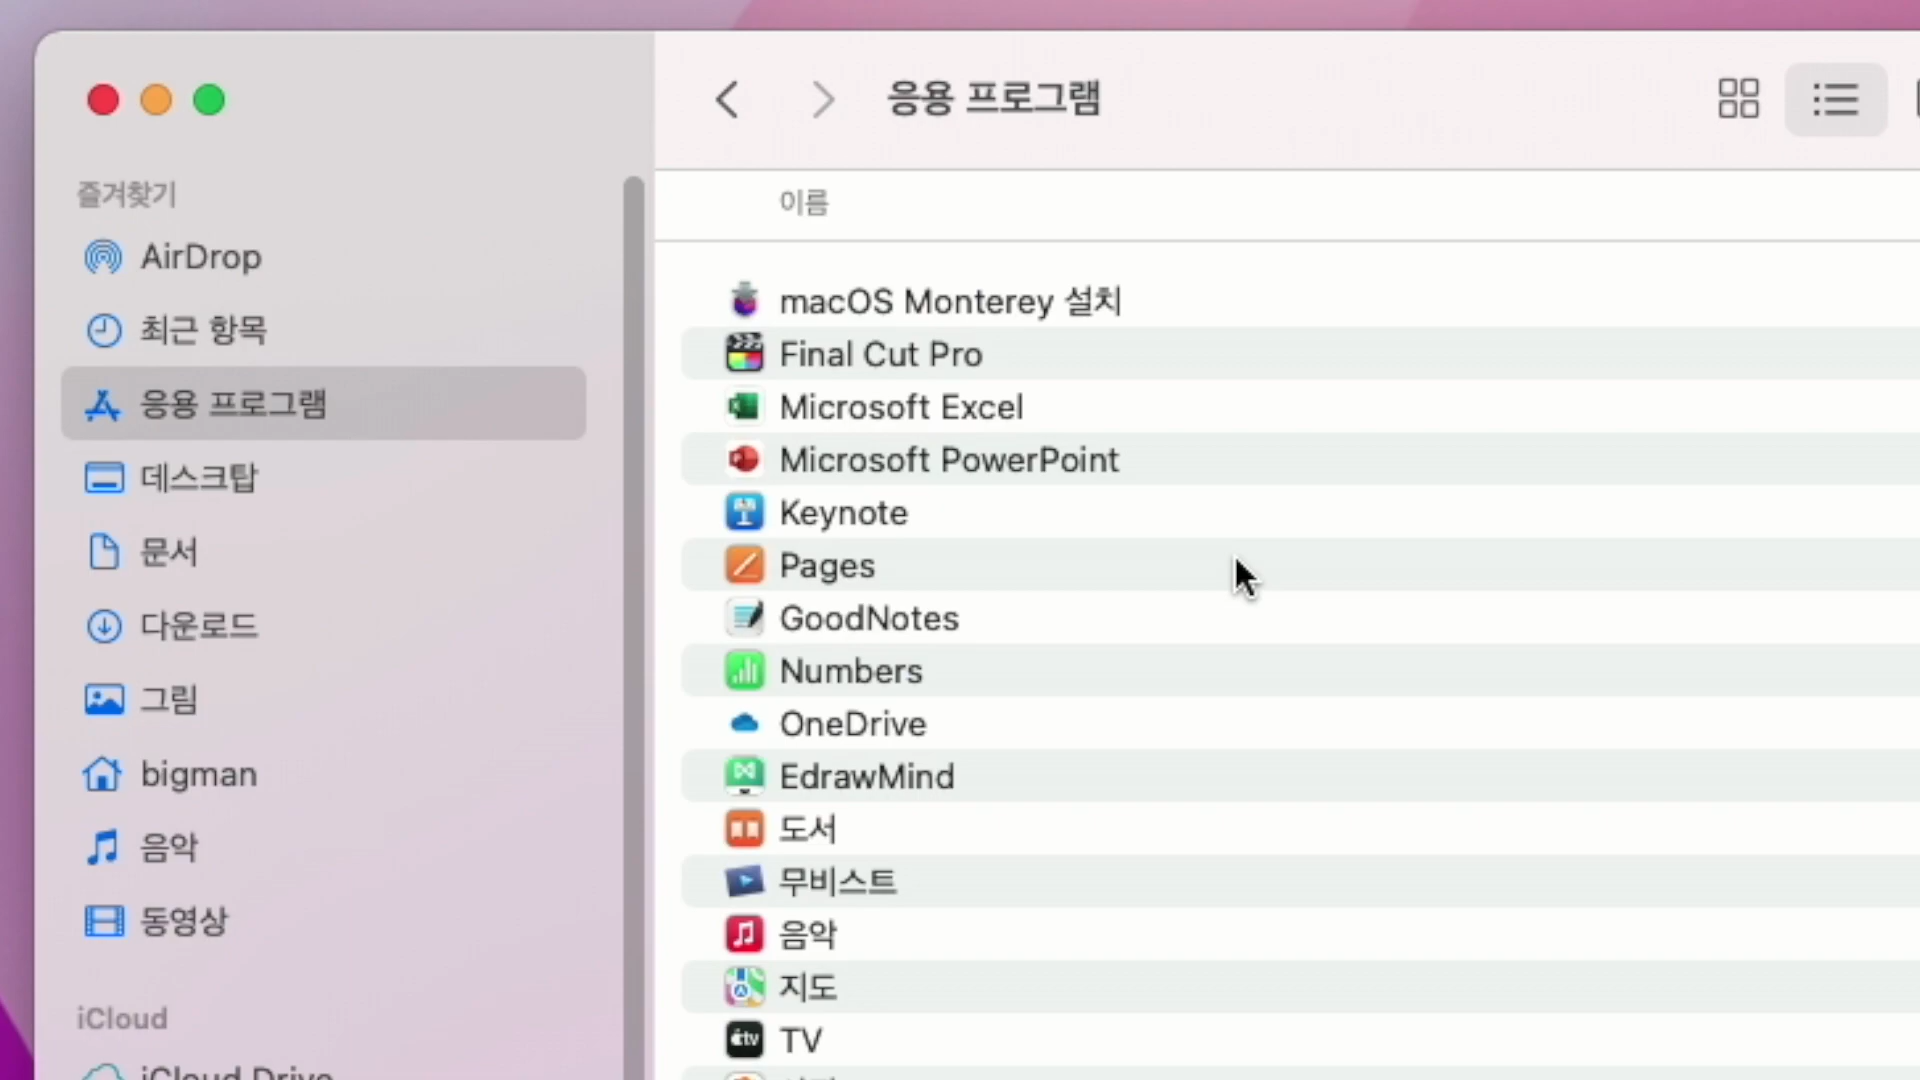 응용 프로그램
즐겨찾기
AirDrop
최근 항목
응용 프로그램
데스크탑
문서
다운로드
그림
bigman
음악
동영상
iCloud
iCloud Drive
이름
macOS Monterey 설치
Final Cut Pro
Microsoft Excel
Microsoft PowerPoint
Keynote
Pages
GoodNotes
Numbers
OneDrive
EdrawMind
도서
무비스트
음악
지도
TV